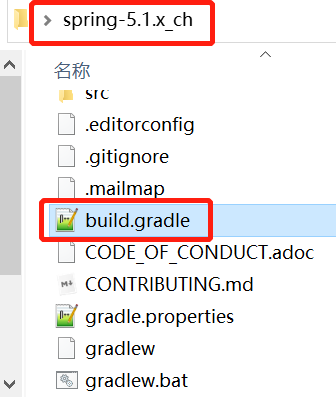 spring-5.1.x_ch
名称
src
.editorconfig
.gitignore
.mailmap
build.gradle
CODE_OF_CONDUCT.adoc
CONTRIBUTING.md
gradle.properties
gradlew
gradlew.bat